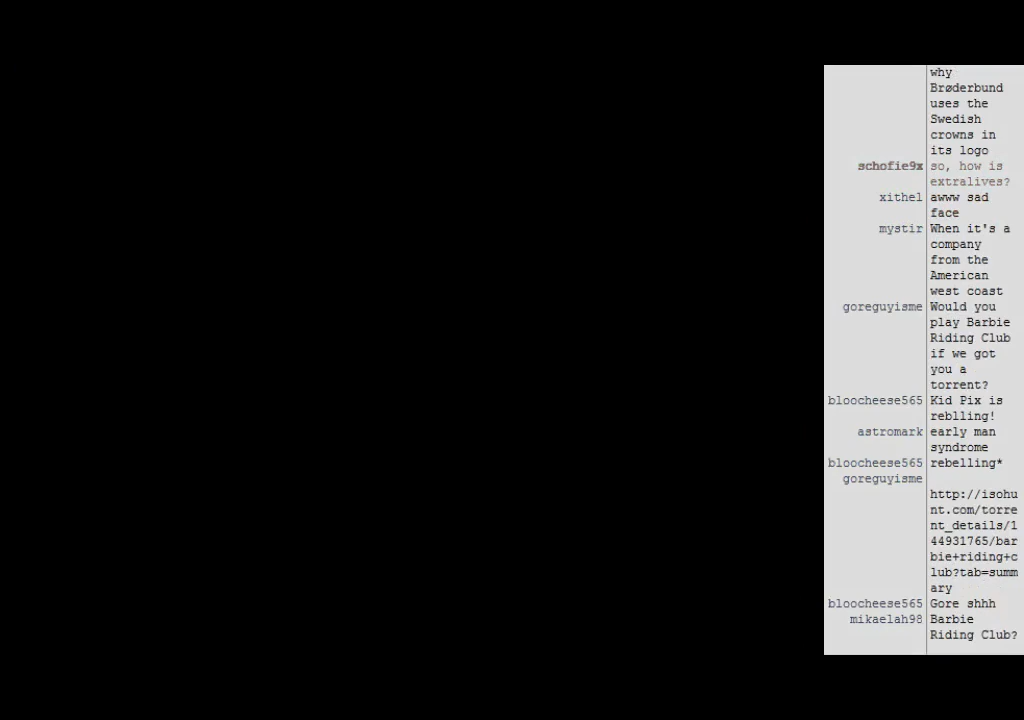 why
Brøderbund
uses the
Swedish
crowns in
its logo
schofie9x so, how is
extralives?
xithel awww sad
face
mystir When it's a
company
from the
American
west coast
goreguyisme Would you
play Barbie
Riding Club
if we got
you a
torrent?
bloocheese565 Kid Pix is
reblling!
astromark early man
syndrome
bloocheese565 rebelling*
goreguyisme
http://isohu
nt.com/torre
nt_details/1
44931765/bar
bie+riding+c
lub?tab=summ
ary
bloocheese565 Gore shhh
mikaelah98 Barbie
Riding Club?